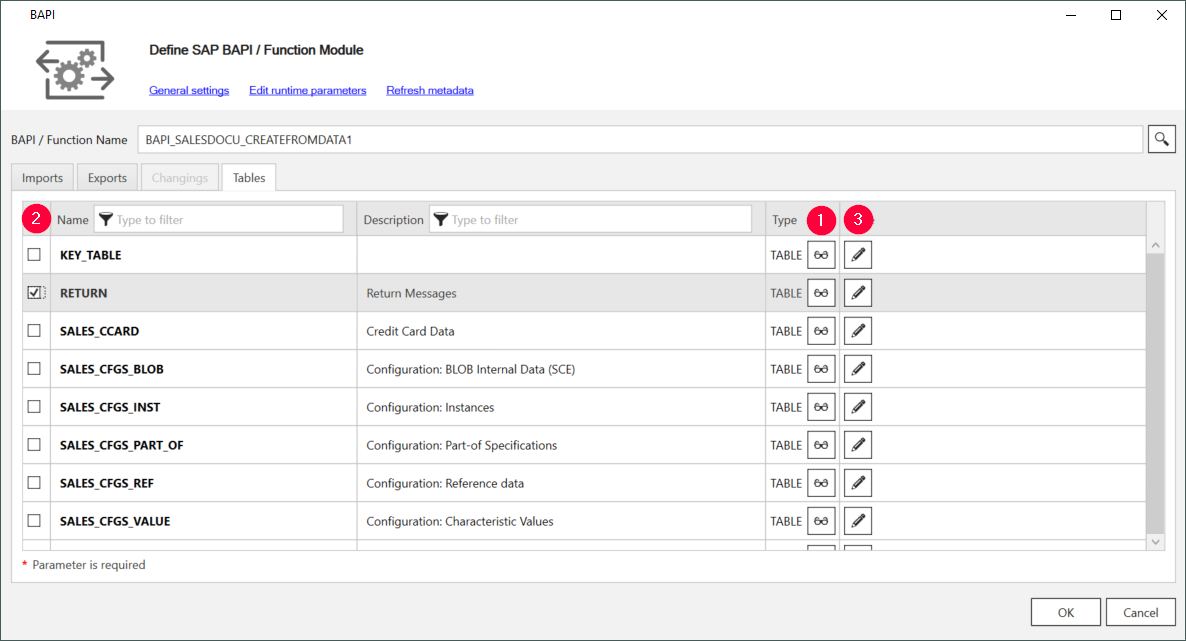 BAPI
Define SAP BAPI / Function Module
General settings Edit runtime parameters Refresh metadata
BAPI / Function Name BAPI_SALESDOCU_CREATEFROMDATA1
Imports Exports Changings Tables
2 Name Type to filter Description Type to filter Type 1 3
KEY_TABLE TABLE
RETURN Return Messages TABLE
SALES_CCARD Credit Card Data TABLE
SALES_CFGS_BLOB Configuration: BLOB Internal Data (SCE) TABLE
SALES_CFGS_INST Configuration: Instances TABLE
SALES_CFGS_PART_OF Configuration: Part-of Specifications TABLE
SALES_CFGS_REF Configuration: Reference data TABLE
SALES_CFGS_VALUE Configuration: Characteristic Values TABLE
* Parameter is required
OK Cancel